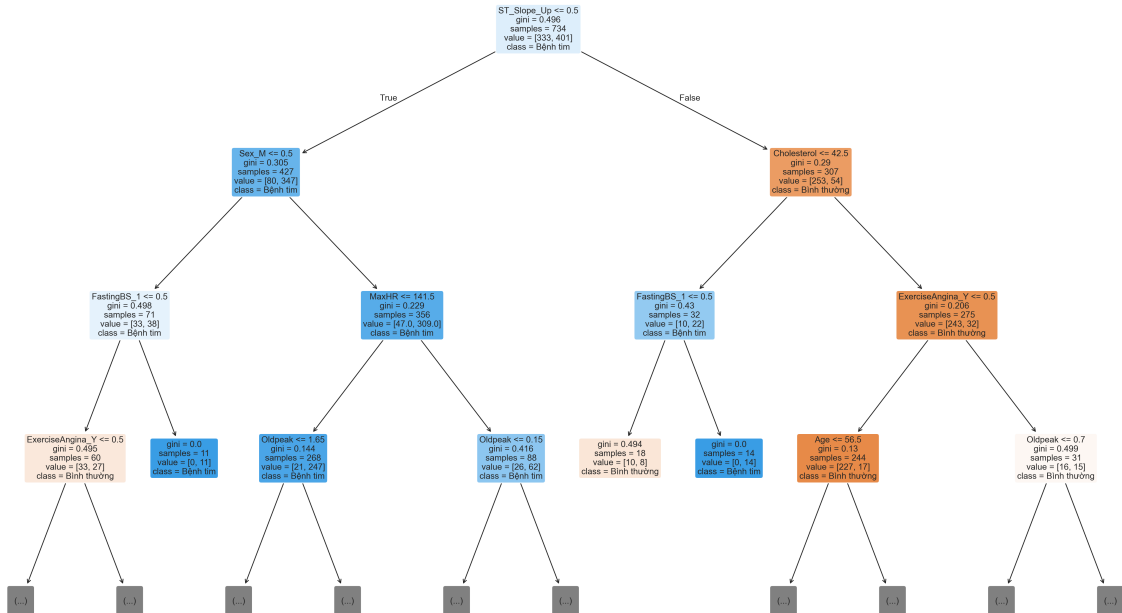 ST_Slope_Up <= 0.5
gini = 0.496
samples = 734
value = [333, 401]
class = Bệnh tim
True
False
Sex_M <= 0.5
gini = 0.305
samples = 427
value = [80, 347]
class = Bệnh tim
Cholesterol <= 42.5
gini = 0.29
samples = 307
value = [253, 54]
class = Bình thường
FastingBS_1 <= 0.5
gini = 0.498
samples = 71
value = [33, 38]
class = Bệnh tim
MaxHR <= 141.5
gini = 0.229
samples = 356
value = [47.0, 309.0]
class = Bệnh tim
FastingBS_1 <= 0.5
gini = 0.43
samples = 32
value = [10, 22]
class = Bệnh tim
ExerciseAngina_Y <= 0.5
gini = 0.206
samples = 275
value = [243, 32]
class = Bình thường
ExerciseAngina_Y <= 0.5
gini = 0.495
samples = 60
value = [33, 27]
class = Bình thường
gini = 0.0
samples = 11
value = [0, 11]
class = Bệnh tim
Oldpeak <= 1.65
gini = 0.144
samples = 268
value = [21, 247]
class = Bệnh tim
Oldpeak <= 0.15
gini = 0.416
samples = 88
value = [26, 62]
class = Bệnh tim
gini = 0.494
samples = 18
value = [10, 8]
class = Bình thường
gini = 0.0
samples = 14
value = [0, 14]
class = Bệnh tim
Age <= 56.5
gini = 0.13
samples = 244
value = [227, 17]
class = Bình thường
Oldpeak <= 0.7
gini = 0.499
samples = 31
value = [16, 15]
class = Bình thường
(...)
(...)
(...)
(...)
(...)
(...)
(...)
(...)
(...)
(...)